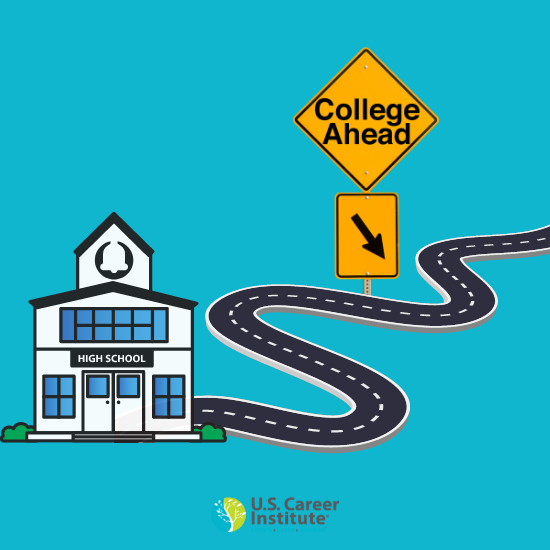 College
Ahead
HIGH SCHOOL
U.S. Career
Institute®